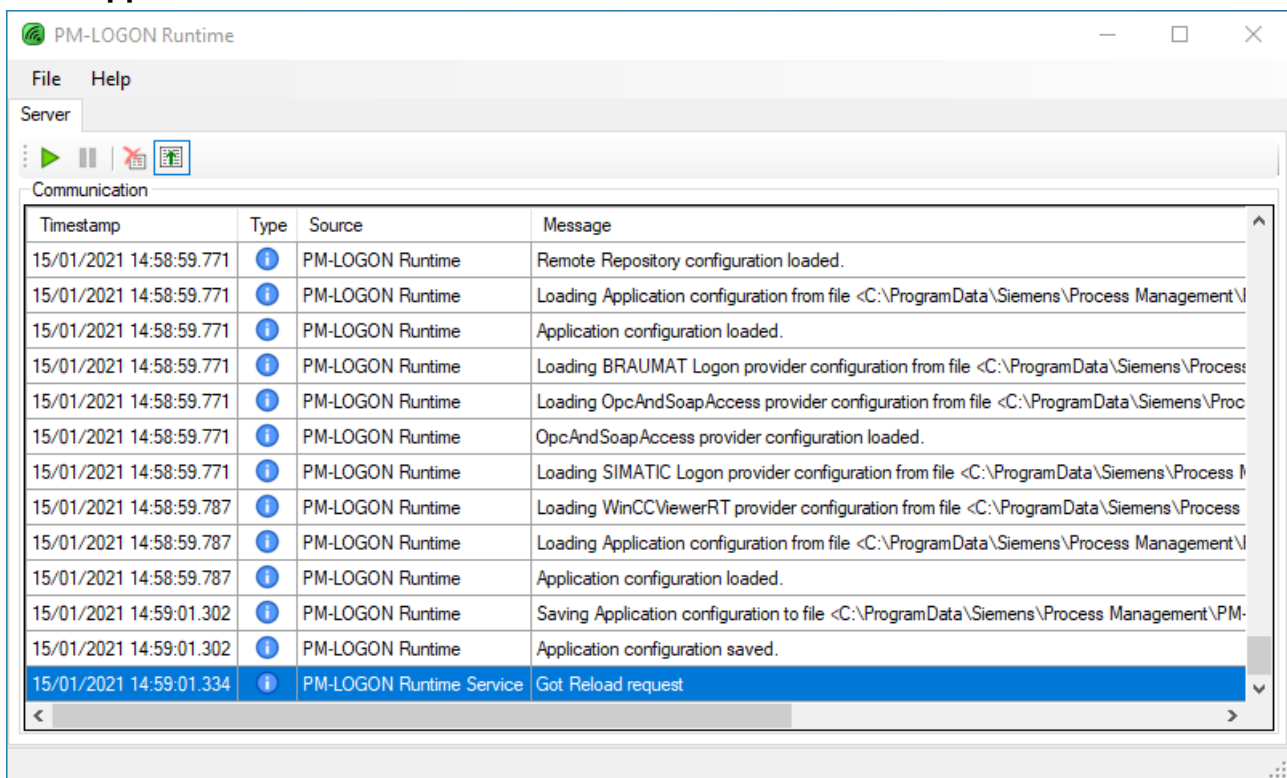 PM-LOGON Runtime
File Help
Server
Communication
Timestamp Type Source Message
15/01/2021 14:58:59.771 PM-LOGON Runtime Remote Repository configuration loaded.
15/01/2021 14:58:59.771 PM-LOGON Runtime Loading Application configuration from file <C:\ProgramData\Siemens\Process Management\
15/01/2021 14:58:59.771 PM-LOGON Runtime Application configuration loaded.
15/01/2021 14:58:59.771 PM-LOGON Runtime Loading BRAUMAT Logon provider configuration from file <C:\ProgramData\Siemens\Process
15/01/2021 14:58:59.771 PM-LOGON Runtime Loading OpcAndSoapAccess provider configuration from file <C:\ProgramData\Siemens\Proc
15/01/2021 14:58:59.771 PM-LOGON Runtime OpcAndSoapAccess provider configuration loaded.
15/01/2021 14:58:59.771 PM-LOGON Runtime Loading SIMATIC Logon provider configuration from file <C:\ProgramData\Siemens\Process
15/01/2021 14:58:59.787 PM-LOGON Runtime Loading WinCCViewerRT provider configuration from file <C:\ProgramData\Siemens\Process
15/01/2021 14:58:59.787 PM-LOGON Runtime Loading Application configuration from file <C:\ProgramData\Siemens\Process Management\
15/01/2021 14:58:59.787 PM-LOGON Runtime Application configuration loaded.
15/01/2021 14:59:01.302 PM-LOGON Runtime Saving Application configuration to file <C:\ProgramData\Siemens\Process Management\PM-
15/01/2021 14:59:01.302 PM-LOGON Runtime Application configuration saved.
15/01/2021 14:59:01.334 PM-LOGON Runtime Service Got Reload request